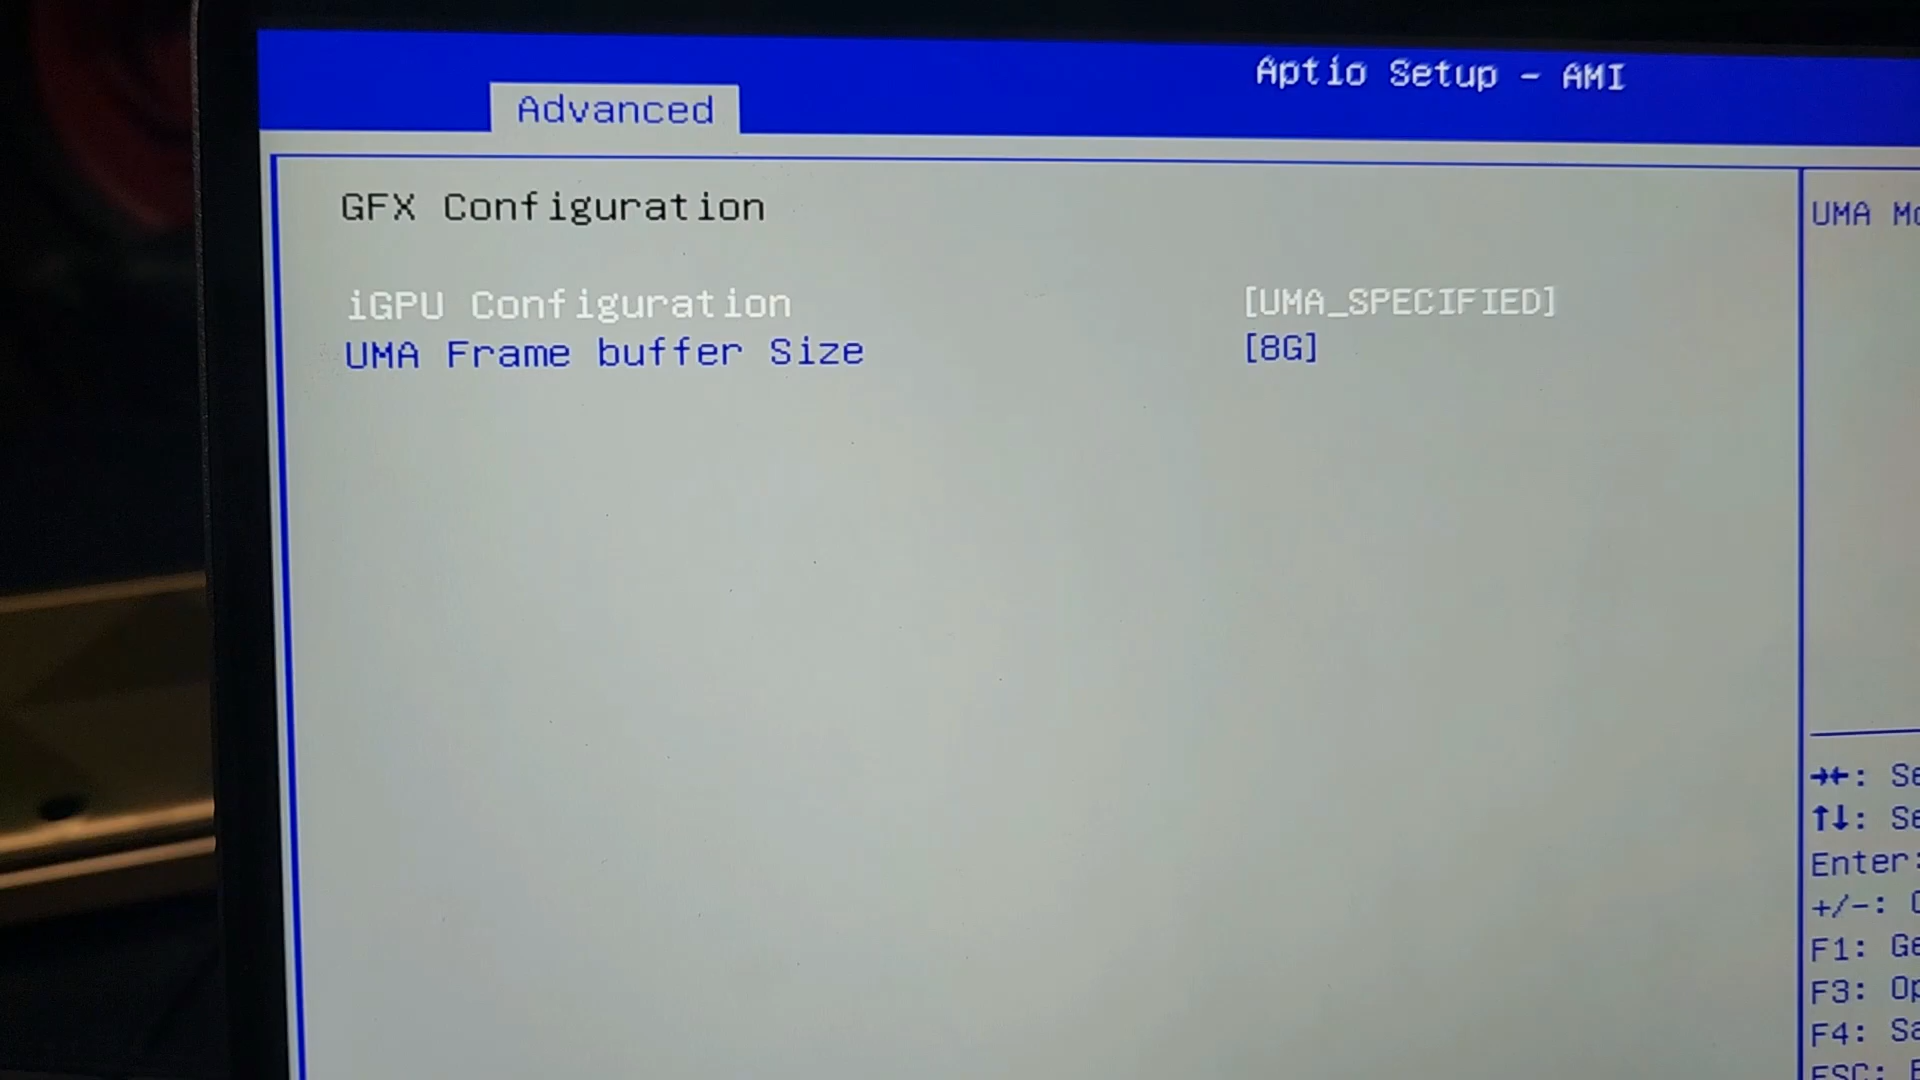 Aptio Setup - AMI
Advanced
GFX Configuration
iGPU Configuration [UMA_SPECIFIED]
UMA Frame buffer Size [8G]
UMA
→←:
↑↓:
Enter:
+/-:
F1:
F3:
F4:
ESC: